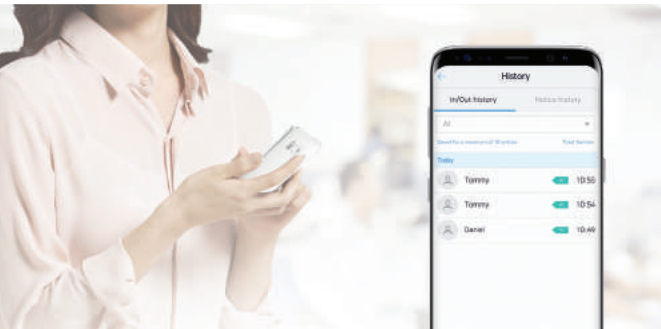 History
In/Out history
Notice history
All
Today
Tommy
10:55
Tommy
10:54
Daniel
10:49